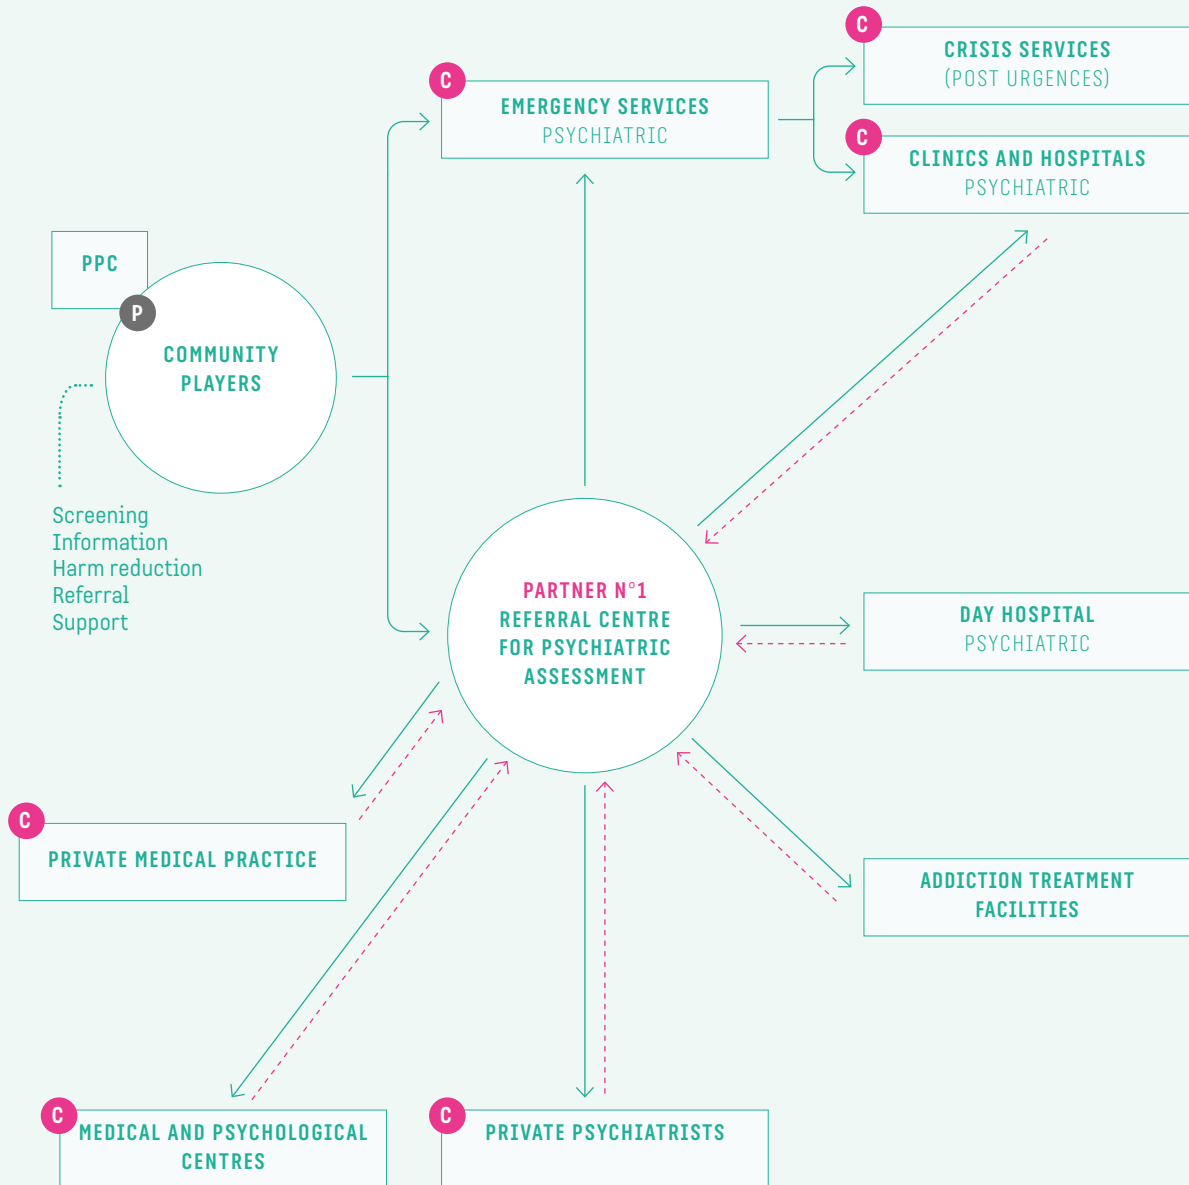 C
CRISIS SERVICES
(POST URGENCES)
C
EMERGENCY SERVICES
PSYCHIATRIC
C
CLINICS AND HOSPITALS
PSYCHIATRIC
PPC
P
COMMUNITY
PLAYERS
Screening
Information
Harm reduction
Referral
Support
PARTNER N°1
REFERRAL CENTRE
FOR PSYCHIATRIC
ASSESSMENT
DAY HOSPITAL
PSYCHIATRIC
C
PRIVATE MEDICAL PRACTICE
ADDICTION TREATMENT
FACILITIES
C
MEDICAL AND PSYCHOLOGICAL
CENTRES
C
PRIVATE PSYCHIATRISTS